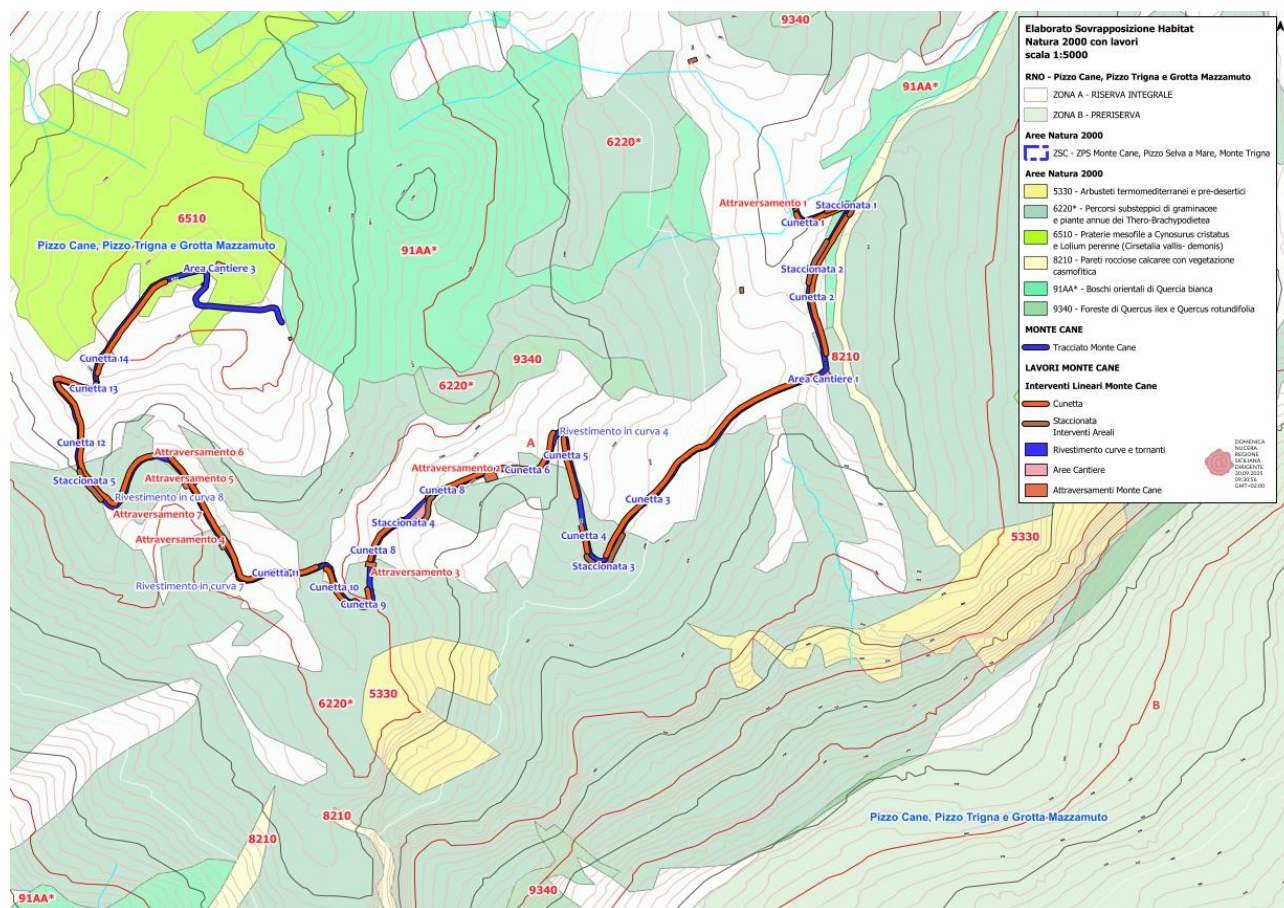 Elaborato Sovrapposizione Habitat
Natura 2000 con lavori
scala 1:5000
RNO - Pizzo Cane, Pizzo Trigna e Grotta Mazzamuto
ZONA A - RISERVA INTEGRALE
ZONA B - PRERISERVA
Aree Natura 2000
ZSC - ZPS Monte Cane, Pizzo Selva a Mare, Monte Trigna
Aree Natura 2000
5330 - Arbusteti termomediterranei e pre-desertici
6220* - Percorsi substeppici di graminacee
e piante annue dei Thero-Brachypodietea
6510 - Praterie mesofile a Cynosurus cristatus
e Lolium perenne (Cirsetalia vallis- demonis)
8210 - Pareti rocciose calcaree con vegetazione
casmofitica
91AA* - Boschi orientali di Quercia bianca
9340 - Foreste di Quercus ilex e Quercus rotundifolia
MONTE CANE
Tracciato Monte Cane
LAVORI MONTE CANE
Interventi Lineari Monte Cane
Cunetta
Staccionata
Interventi Areali
Rivestimento curve e tornanti
Aree Cantiere
Attraversamenti Monte Cane
DOMENICA
NUCERA
REGIONE
SICILIANA
DIRIGENTE
30.09.2025
09:30:56
GMT+02:00
9340
91AA*
6220*
Attraversamento 1
Staccionata 1
Cunetta 1
6510
Pizzo Cane, Pizzo Trigna e Grotta Mazzamuto
91AA*
Area Cantiere 3
Staccionata 2
Cunetta 2
Cunetta 14
9340
8210
Area Cantiere 1
Cunetta 13
6220*
Cunetta 12
A
Rivestimento in curva 4
Attraversamento 6
Cunetta 5
Attraversamento 2
Cunetta 6
Staccionata 5
Attraversamento 5
Cunetta 8
Rivestimento in curva 8
Cunetta 3
Attraversamento 7
Staccionata 4
Cunetta 4
Attraversamento 4
Cunetta 8
5330
Staccionata 3
Attraversamento 3
Cunetta 11
Rivestimento in curva 7
Cunetta 10
Cunetta 9
5330
6220*
B
8210
Pizzo Cane, Pizzo Trigna e Grotta Mazzamuto
8210
9340
91AA*